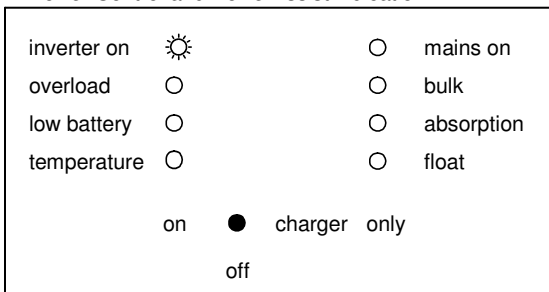 inverter on mains on
overload bulk
low battery absorption
temperature float
on charger only
off